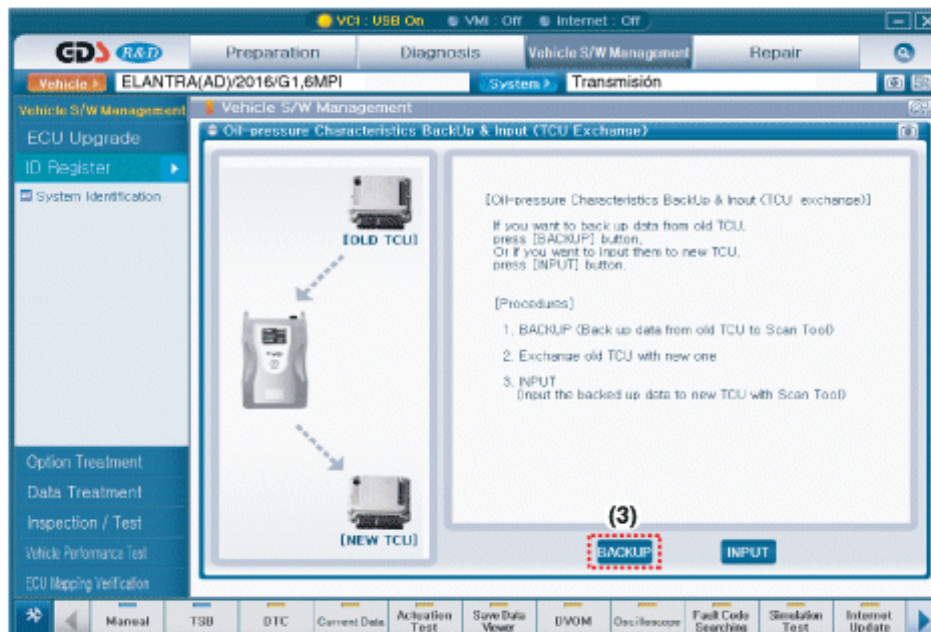 VCI : USB On VMI : Off Internet : Off
GDS R&D Preparation Diagnosis Vehicle S/W Management Repair
Vehicle ELANTRA(AD)/2016/G1,6MPI System Transmisión
Vehicle S/W Management
Vehicle S/W Management
Oil-pressure Characteristics BackUp & Input (TCU Exchange)
ECU Upgrade
ID Register
System Identification
[OLD TCU]
[NEW TCU]
[Oil-pressure Characteristics BackUp & Input (TCU exchange)]
If you want to back up data from old TCU,
press [BACKUP] button,
Or if you want to input them to new TCU,
press [INPUT] button,
[Procedures]
1. BACKUP (Back up data from old TCU to Scan Tool)
2. Exchange old TCU with new one
3. INPUT
(Input the backed up data to new TCU with Scan Tool)
(3)
BACKUP INPUT
Option Treatment
Data Treatment
Inspection / Test
Vehicle Performance Test
ECU Mapping Verification
Manual TSB DTC Current Data Actuation Test Save Data Viewer DVOM Oscilloscope Fault Code Searching Simulation Test Internet Update